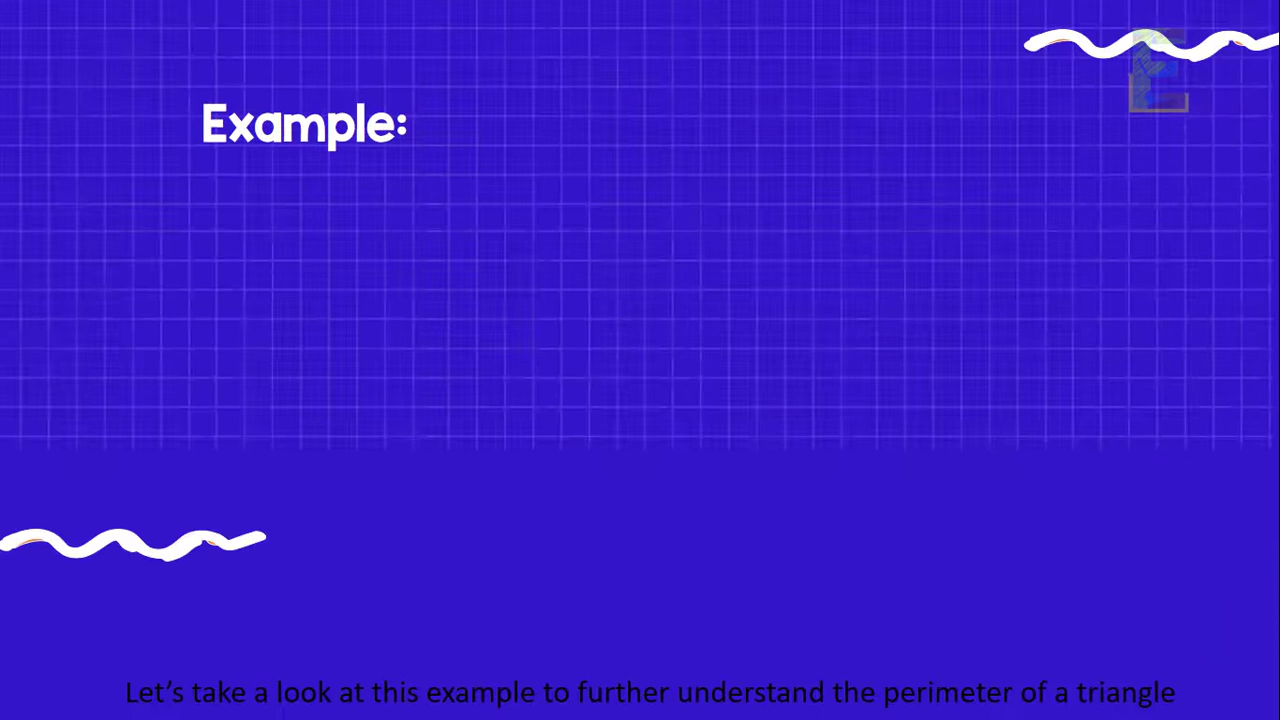 E
Example:
Let's take a look at this example to further understand the perimeter of a triangle